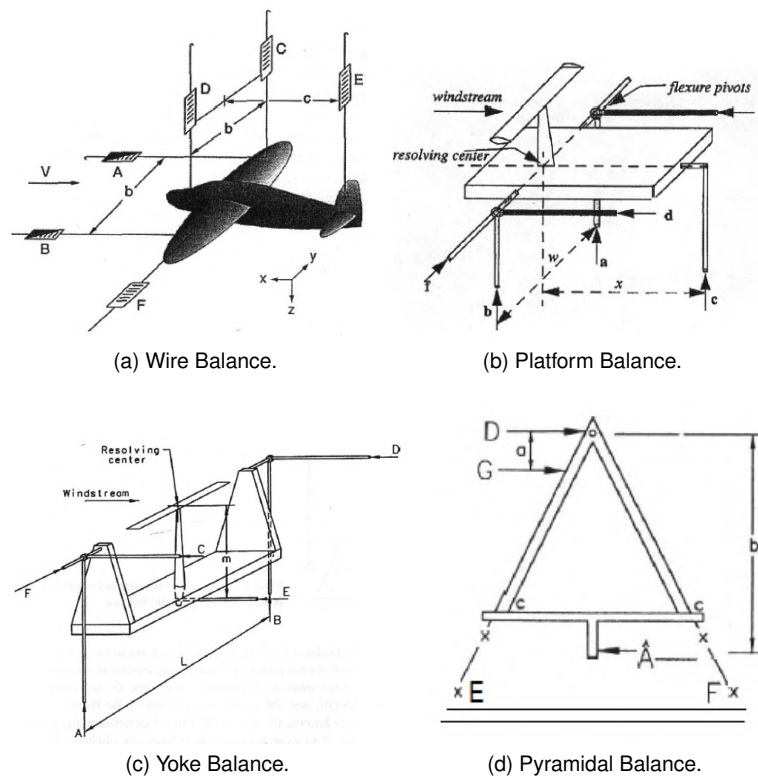 C
D
E
c
b
A
V
b
B
F
x
y
z
(a) Wire Balance.
windstream
flexure pivots
resolving center
d
w
a
f
x
b
c
(b) Platform Balance.
Resolving
center
D
Windstream
C
m
F
E
B
L
A
(c) Yoke Balance.
D
a
G
b
c
c
Â
E
F
(d) Pyramidal Balance.